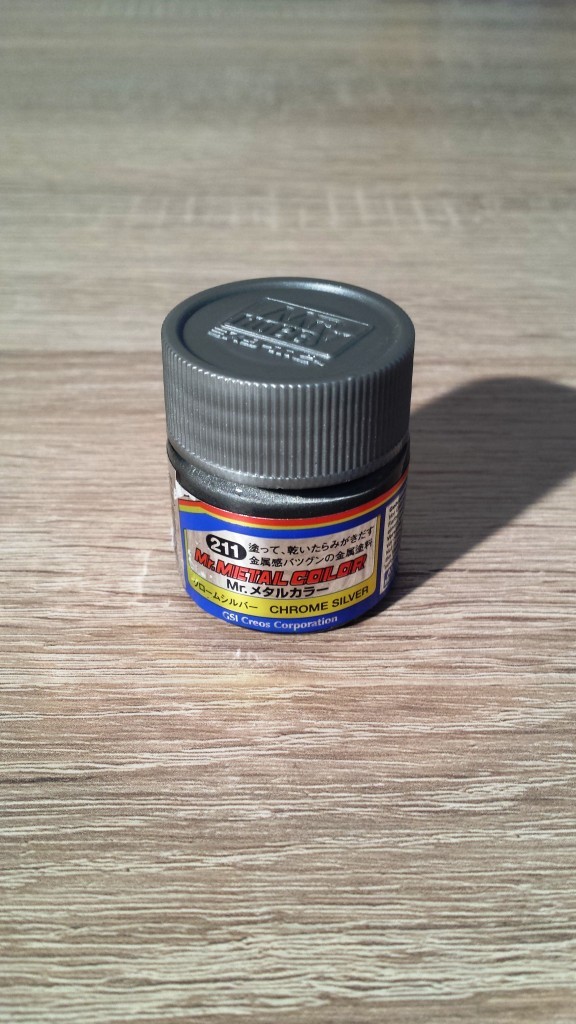 MR.
HOBBY
211
塗って、乾いたらみがきだす
金属感バツグンの金属塗料
Mr. METAL COLOR
Mr. メタルカラー
クロームシルバー CHROME SILVER
GSI Creos Corporation